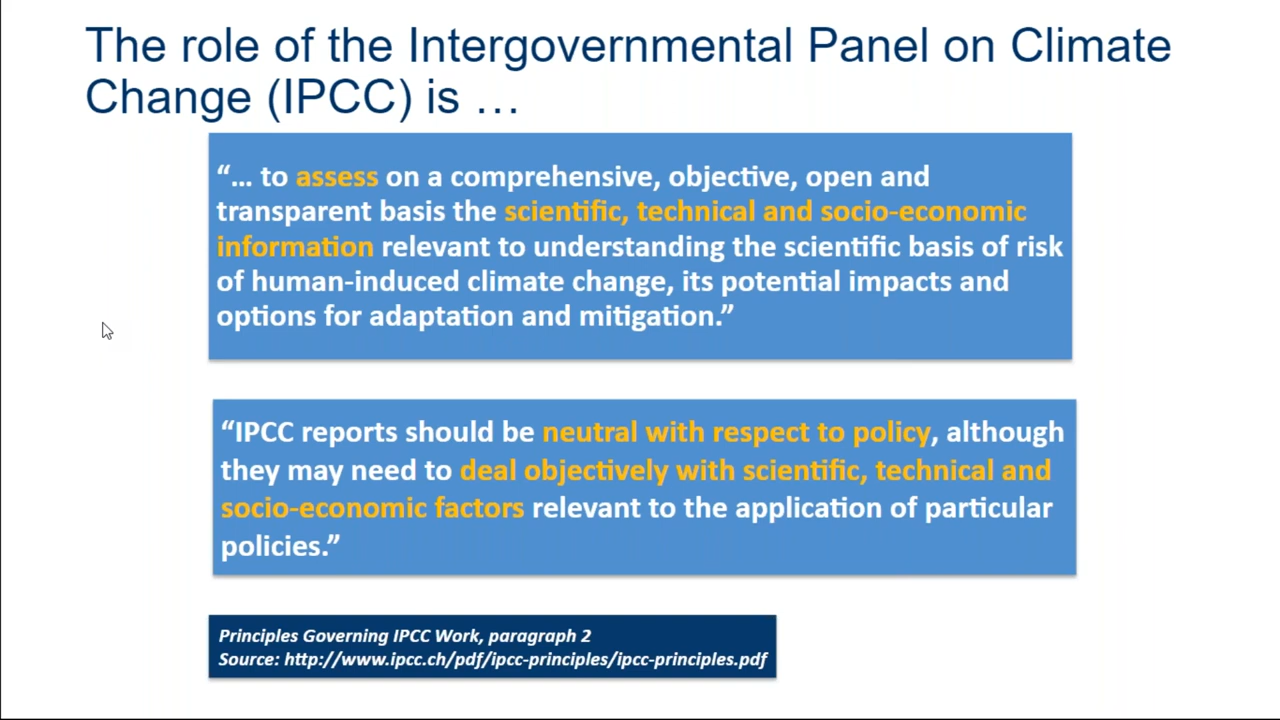 The role of the Intergovernmental Panel on Climate
Change (IPCC) is …
“… to assess on a comprehensive, objective, open and
transparent basis the scientific, technical and socio-economic
information relevant to understanding the scientific basis of risk
of human-induced climate change, its potential impacts and
options for adaptation and mitigation.”
“IPCC reports should be neutral with respect to policy, although
they may need to deal objectively with scientific, technical and
socio-economic factors relevant to the application of particular
policies.”
Principles Governing IPCC Work, paragraph 2
Source: http://www.ipcc.ch/pdf/ipcc-principles/ipcc-principles.pdf